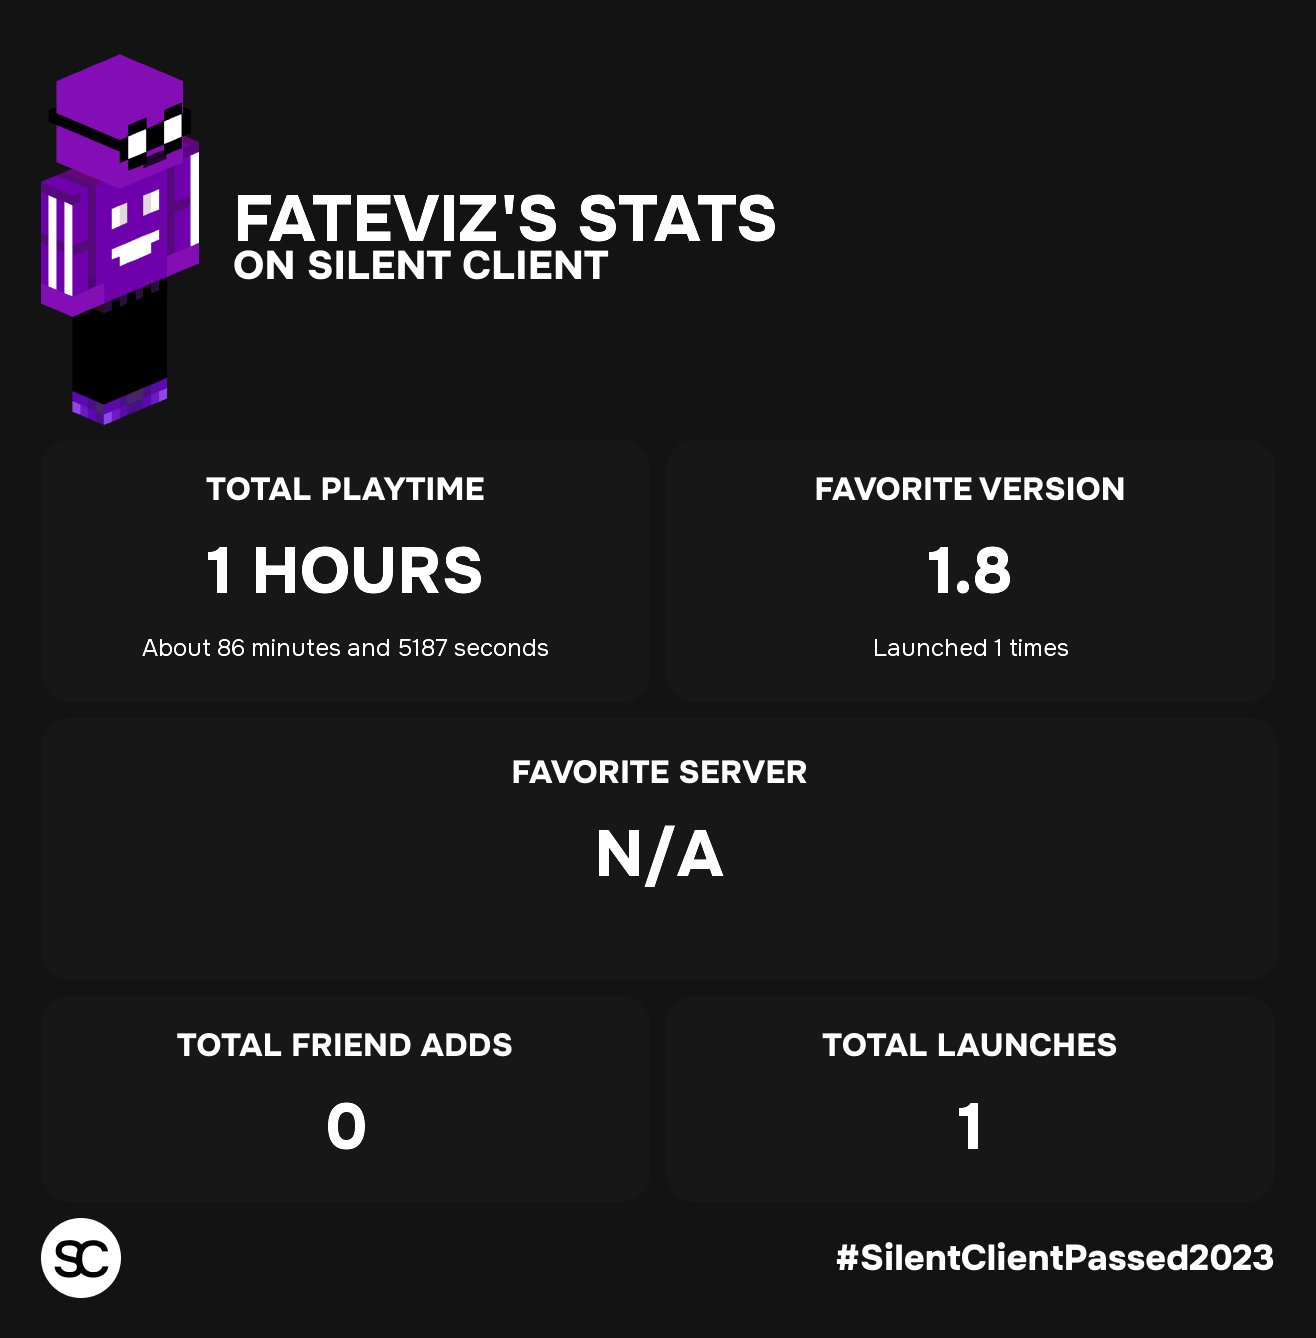 FATEVIZ'S STATS
ON SILENT CLIENT
TOTAL PLAYTIME
1 HOURS
About 86 minutes and 5187 seconds
FAVORITE VERSION
1.8
Launched 1 times
FAVORITE SERVER
N/A
TOTAL FRIEND ADDS
0
TOTAL LAUNCHES
1
SC
#SilentClientPassed2023